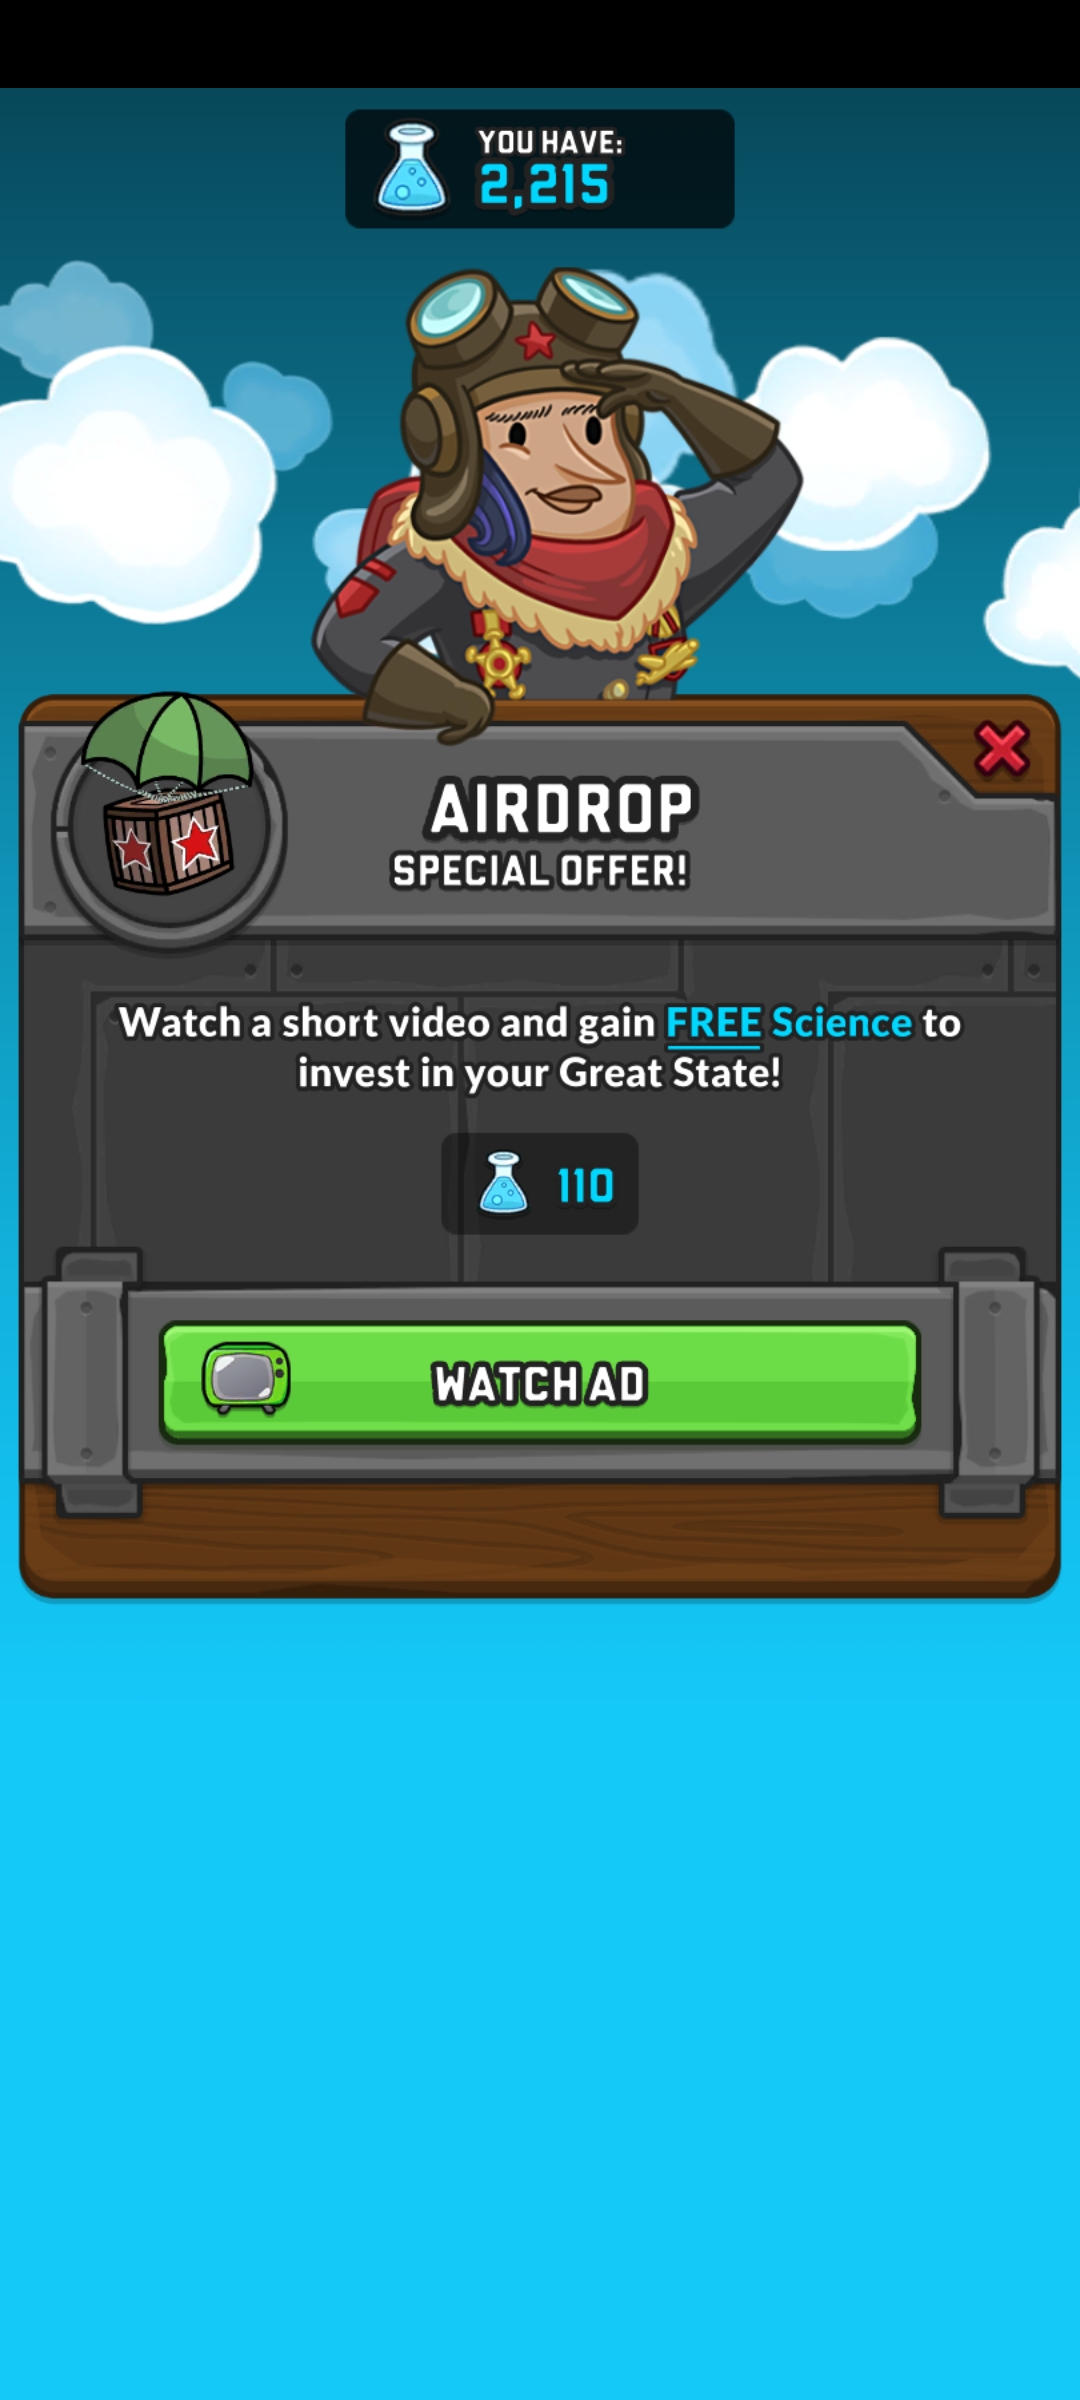 YOU HAVE:
2,215
AIRDROP
SPECIAL OFFER!
Watch a short video and gain FREE Science to
invest in your Great State!
110
WATCH AD